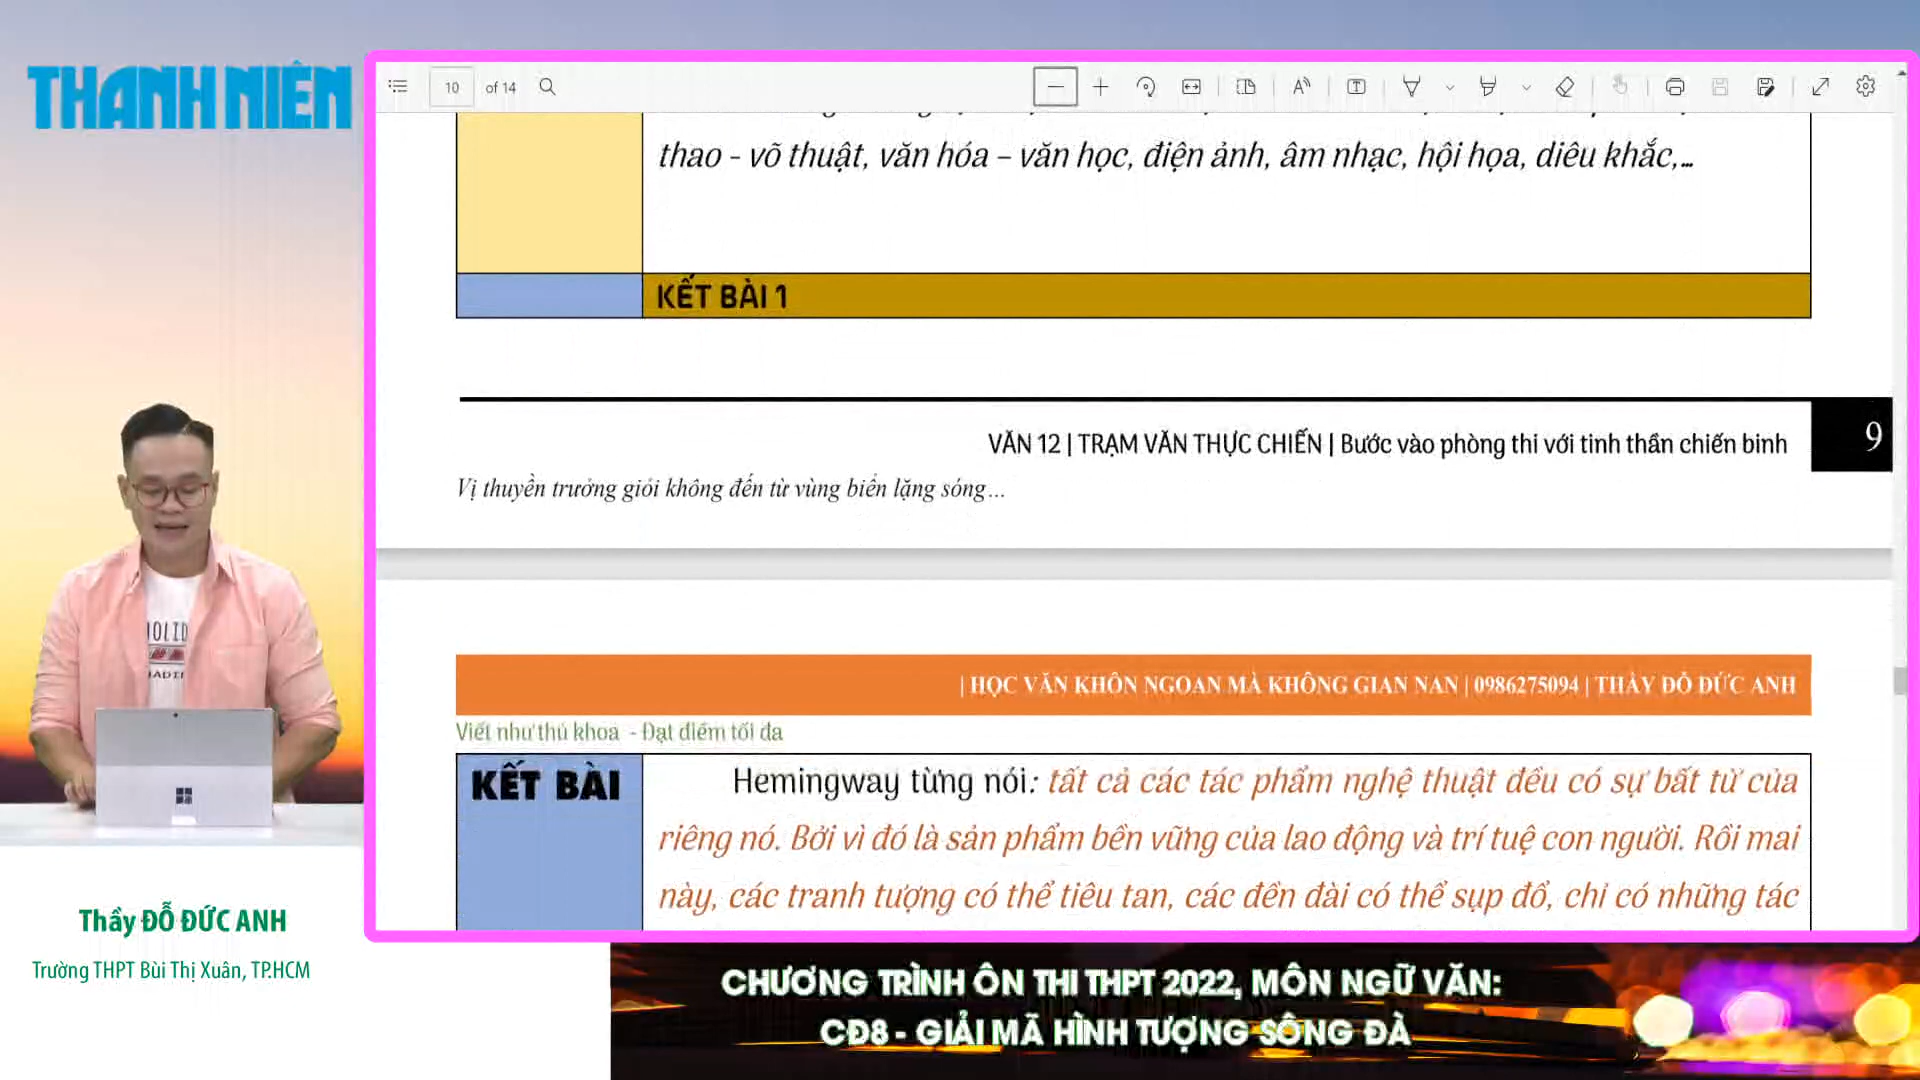 THANH NIÊN
10 of 14
thao - võ thuật, văn hóa – văn học, điện ảnh, âm nhạc, hội họa, diêu khắc,...
KẾT BÀI 1
VĂN 12 | TRẠM VĂN THỰC CHIẾN | Bước vào phòng thi với tinh thần chiến binh
9
Vị thuyền trưởng giỏi không đến từ vùng biển lặng sóng...
| HỌC VĂN KHÔN NGOAN MÀ KHÔNG GIAN NAN | 0986275094 | THẦY ĐỖ ĐỨC ANH
Viết như thủ khoa - Đạt điểm tối đa
KẾT BÀI
Hemingway từng nói: tất cả các tác phẩm nghệ thuật đều có sự bất tử của
riêng nó. Bởi vì đó là sản phẩm bền vững của lao động và trí tuệ con người. Rồi mai
này, các tranh tượng có thể tiêu tan, các đền đài có thể sụp đổ, chỉ có những tác
Thầy ĐỖ ĐỨC ANH
Trường THPT Bùi Thị Xuân, TP.HCM
CHƯƠNG TRÌNH ÔN THI THPT 2022, MÔN NGỮ VĂN:
CĐ8 - GIẢI MÃ HÌNH TƯỢNG SÔNG ĐÀ